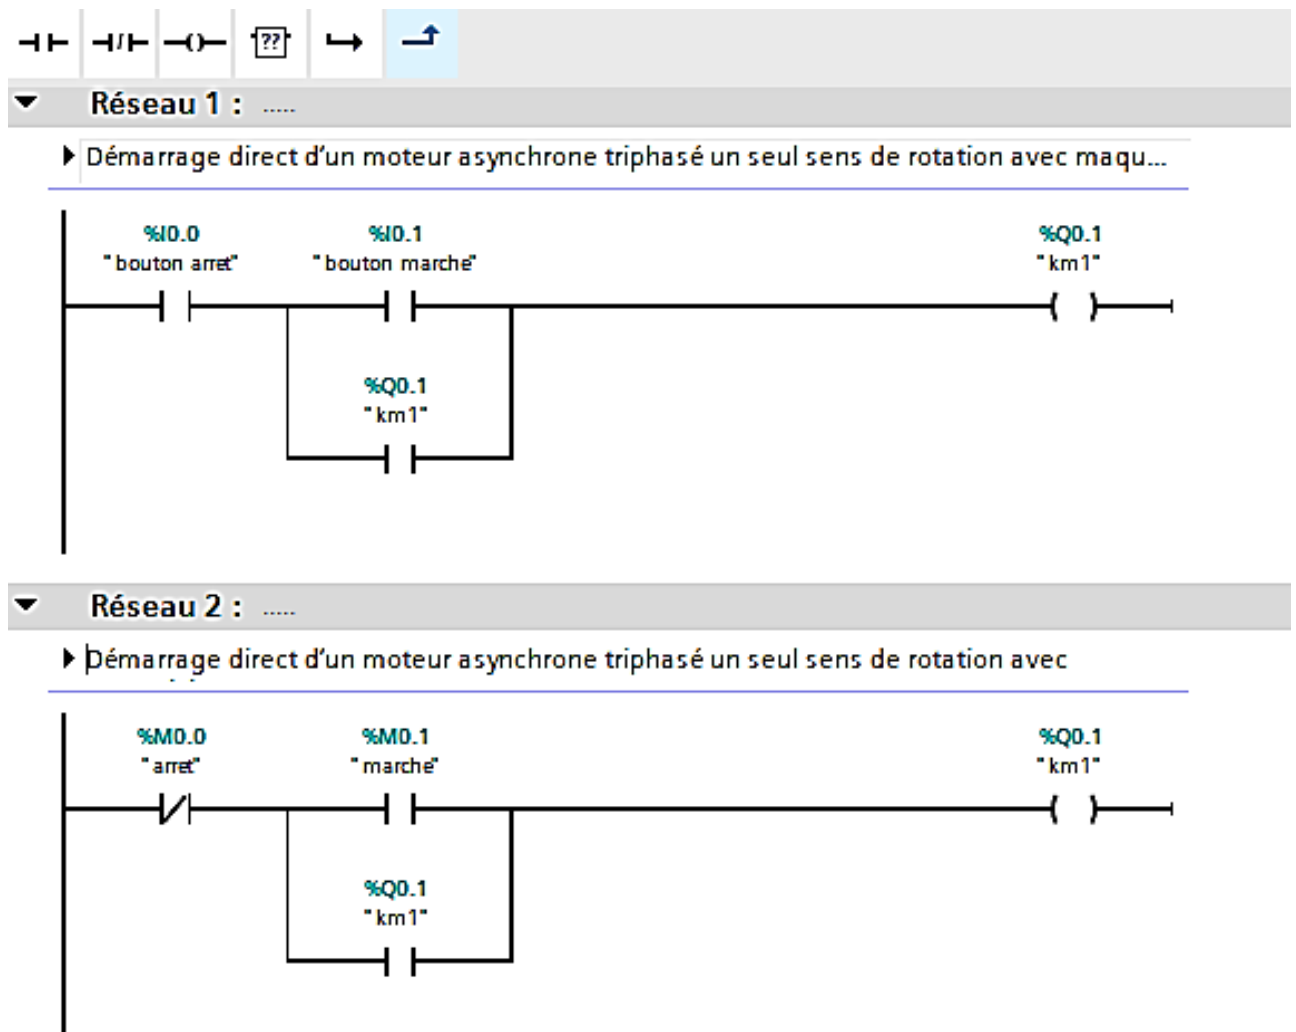 ??
Réseau 1 : .....
Démarrage direct d'un moteur asynchrone triphasé un seul sens de rotation avec maqu...
%I0.0 %I0.1 %Q0.1
"bouton arret" "bouton marche" "km1"
%Q0.1
"km1"
Réseau 2 : .....
Démarrage direct d'un moteur asynchrone triphasé un seul sens de rotation avec
%M0.0 %M0.1 %Q0.1
"arret" "marche" "km1"
%Q0.1
"km1"